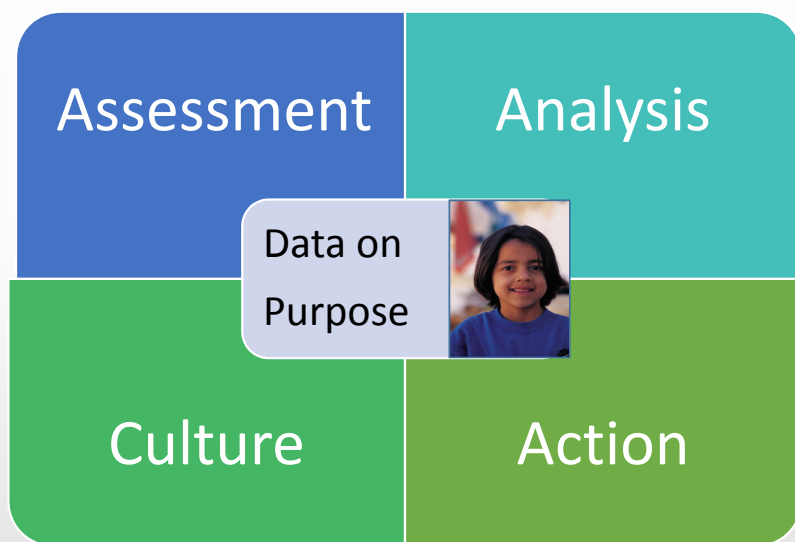 Assessment
Analysis
Data on
Purpose
Culture
Action